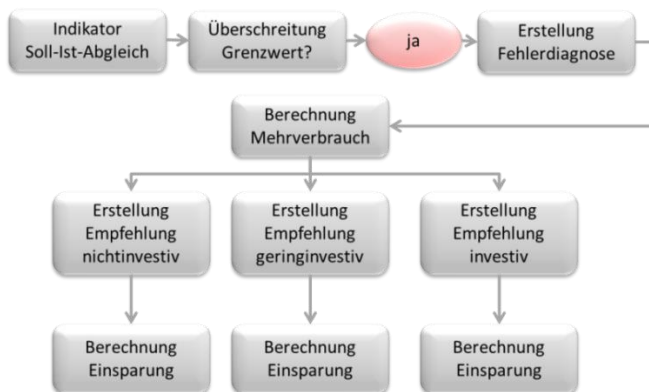 Indikator
Soll-Ist-Abgleich
Überschreitung
Grenzwert?
ja
Erstellung
Fehlerdiagnose
Berechnung
Mehrverbrauch
Erstellung
Empfehlung
nichtinvestiv
Erstellung
Empfehlung
geringinvestiv
Erstellung
Empfehlung
investiv
Berechnung
Einsparung
Berechnung
Einsparung
Berechnung
Einsparung